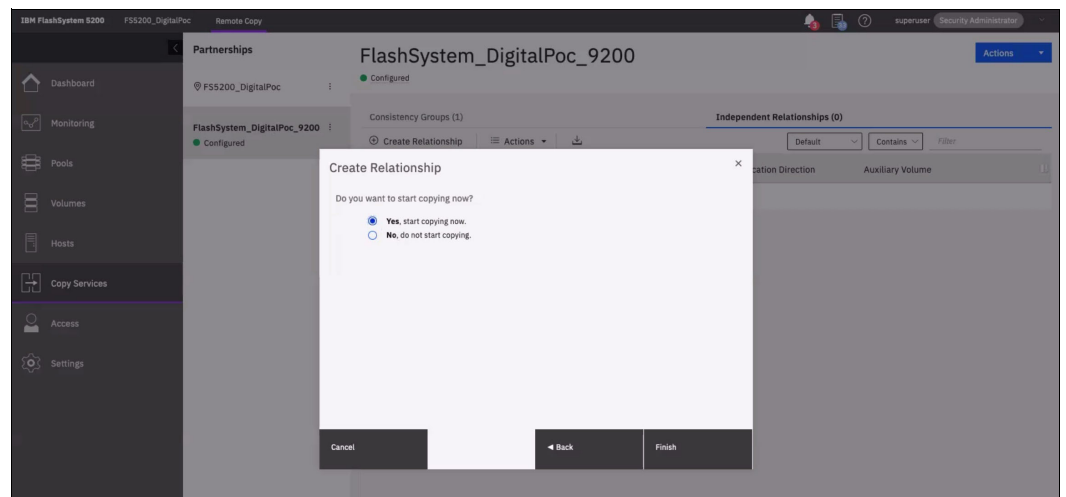 IBM FlashSystem 5200 FS5200_DigitalPoc Remote Copy superuser Security Administrator
Partnerships
FS5200_DigitalPoc
FlashSystem_DigitalPoc_9200
Configured
Dashboard
Monitoring
Pools
Volumes
Hosts
Copy Services
Access
Settings
FlashSystem_DigitalPoc_9200
Configured
Actions
Consistency Groups (1) Independent Relationships (0)
Create Relationship Actions Default Contains Filter
cation Direction Auxiliary Volume
Create Relationship
Do you want to start copying now?
Yes, start copying now.
No, do not start copying.
Cancel Back Finish